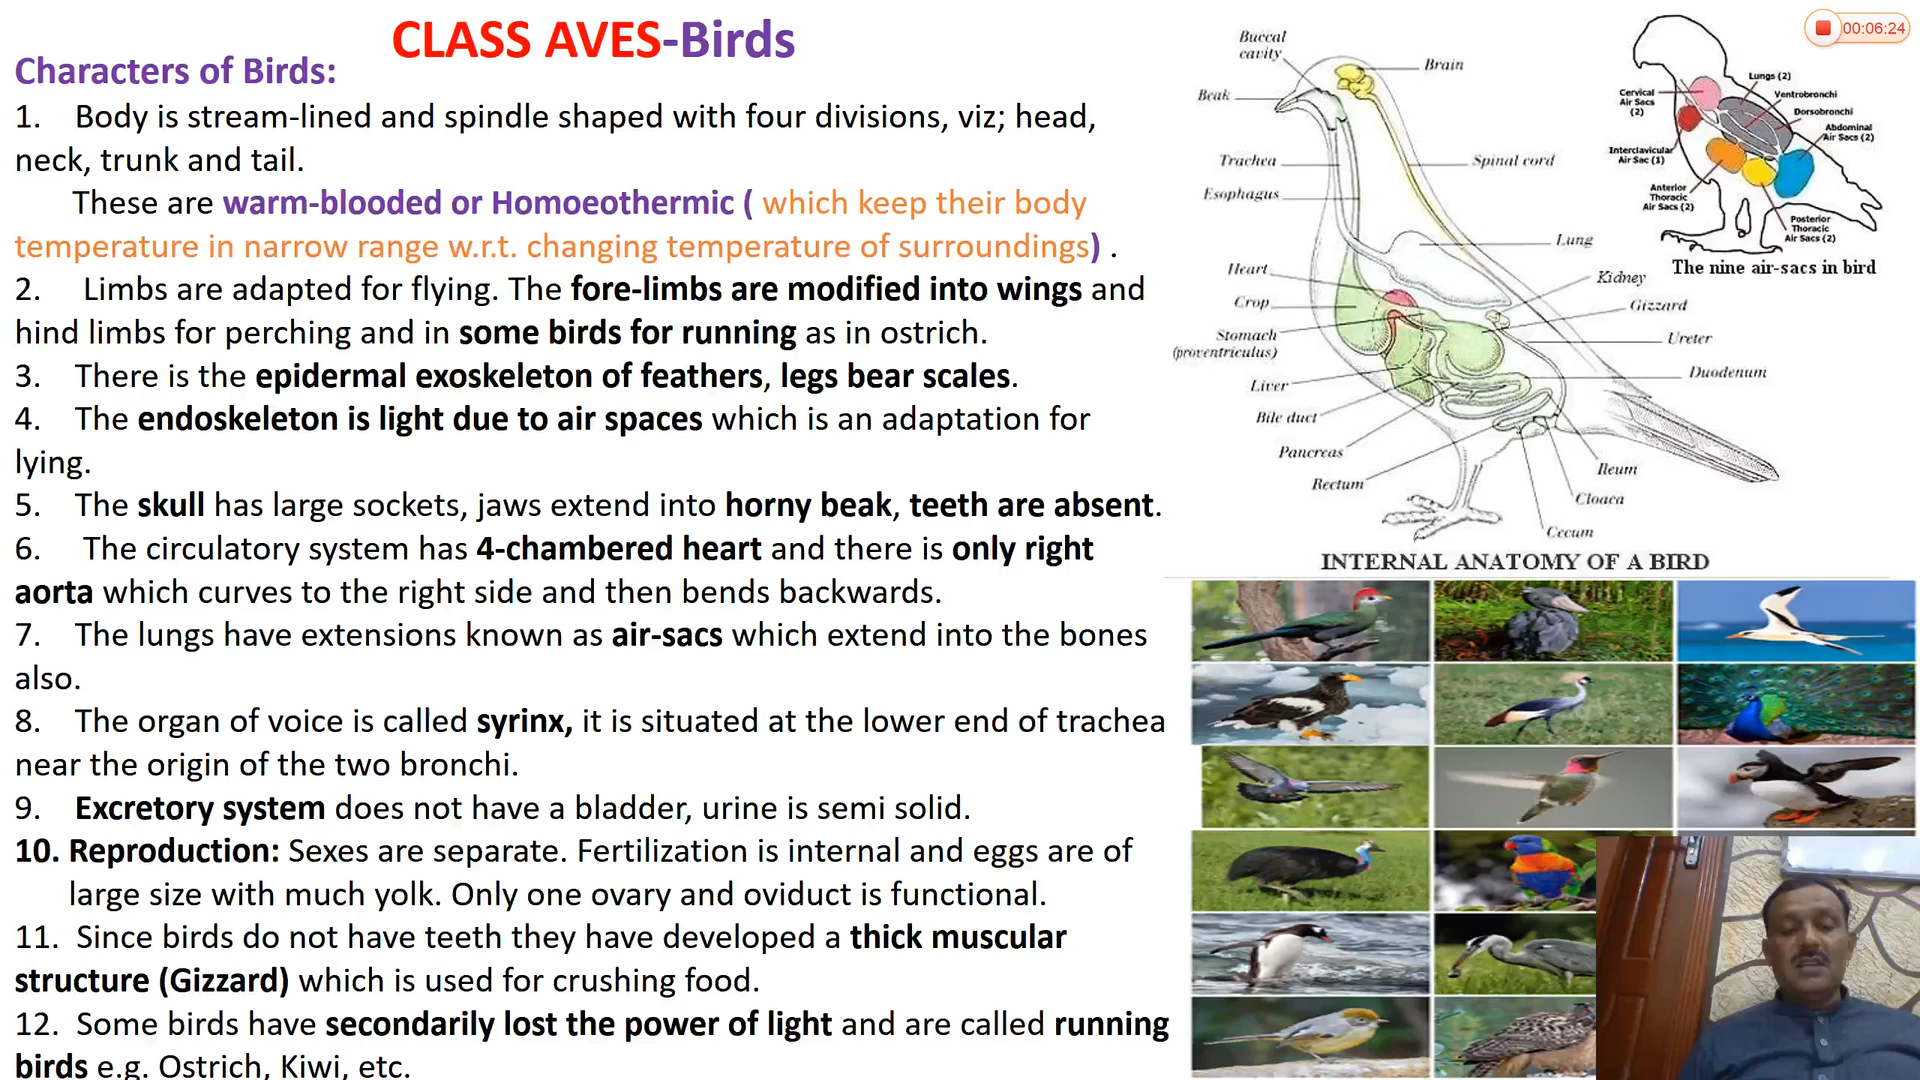 CLASS AVES-Birds
Characters of Birds:
1. Body is stream-lined and spindle shaped with four divisions, viz; head,
neck, trunk and tail.
These are warm-blooded or Homoeothermic ( which keep their body
temperature in narrow range w.r.t. changing temperature of surroundings) .
2. Limbs are adapted for flying. The fore-limbs are modified into wings and
hind limbs for perching and in some birds for running as in ostrich.
3. There is the epidermal exoskeleton of feathers, legs bear scales.
4. The endoskeleton is light due to air spaces which is an adaptation for
lying.
5. The skull has large sockets, jaws extend into horny beak, teeth are absent.
6. The circulatory system has 4-chambered heart and there is only right
aorta which curves to the right side and then bends backwards.
7. The lungs have extensions known as air-sacs which extend into the bones
also.
8. The organ of voice is called syrinx, it is situated at the lower end of trachea
near the origin of the two bronchi.
9. Excretory system does not have a bladder, urine is semi solid.
10. Reproduction: Sexes are separate. Fertilization is internal and eggs are of
large size with much yolk. Only one ovary and oviduct is functional.
11. Since birds do not have teeth they have developed a thick muscular
structure (Gizzard) which is used for crushing food.
12. Some birds have secondarily lost the power of light and are called running
birds e.g. Ostrich, Kiwi, etc.
Buccal
cavity
Beak
Brain
Trachea
Spinal cord
Esophagus
Lung
Heart
Kidney
Crop
Gizzard
Stomach
(proventriculus)
Ureter
Liver
Duodenum
Bile duct
Pancreas
Rectum
Ileum
Cloaca
Cecum
INTERNAL ANATOMY OF A BIRD
00:06:24
Lungs (2)
Ventrobronchi
Dorsobronchi
Cervical
Air Sacs
(2)
Abdominal
Air Sacs (2)
Interclavicular
Air Sac (1)
Anterior
Thoracic
Air Sacs (2)
Posterior
Thoracic
Air Sacs (2)
The nine air-sacs in bird